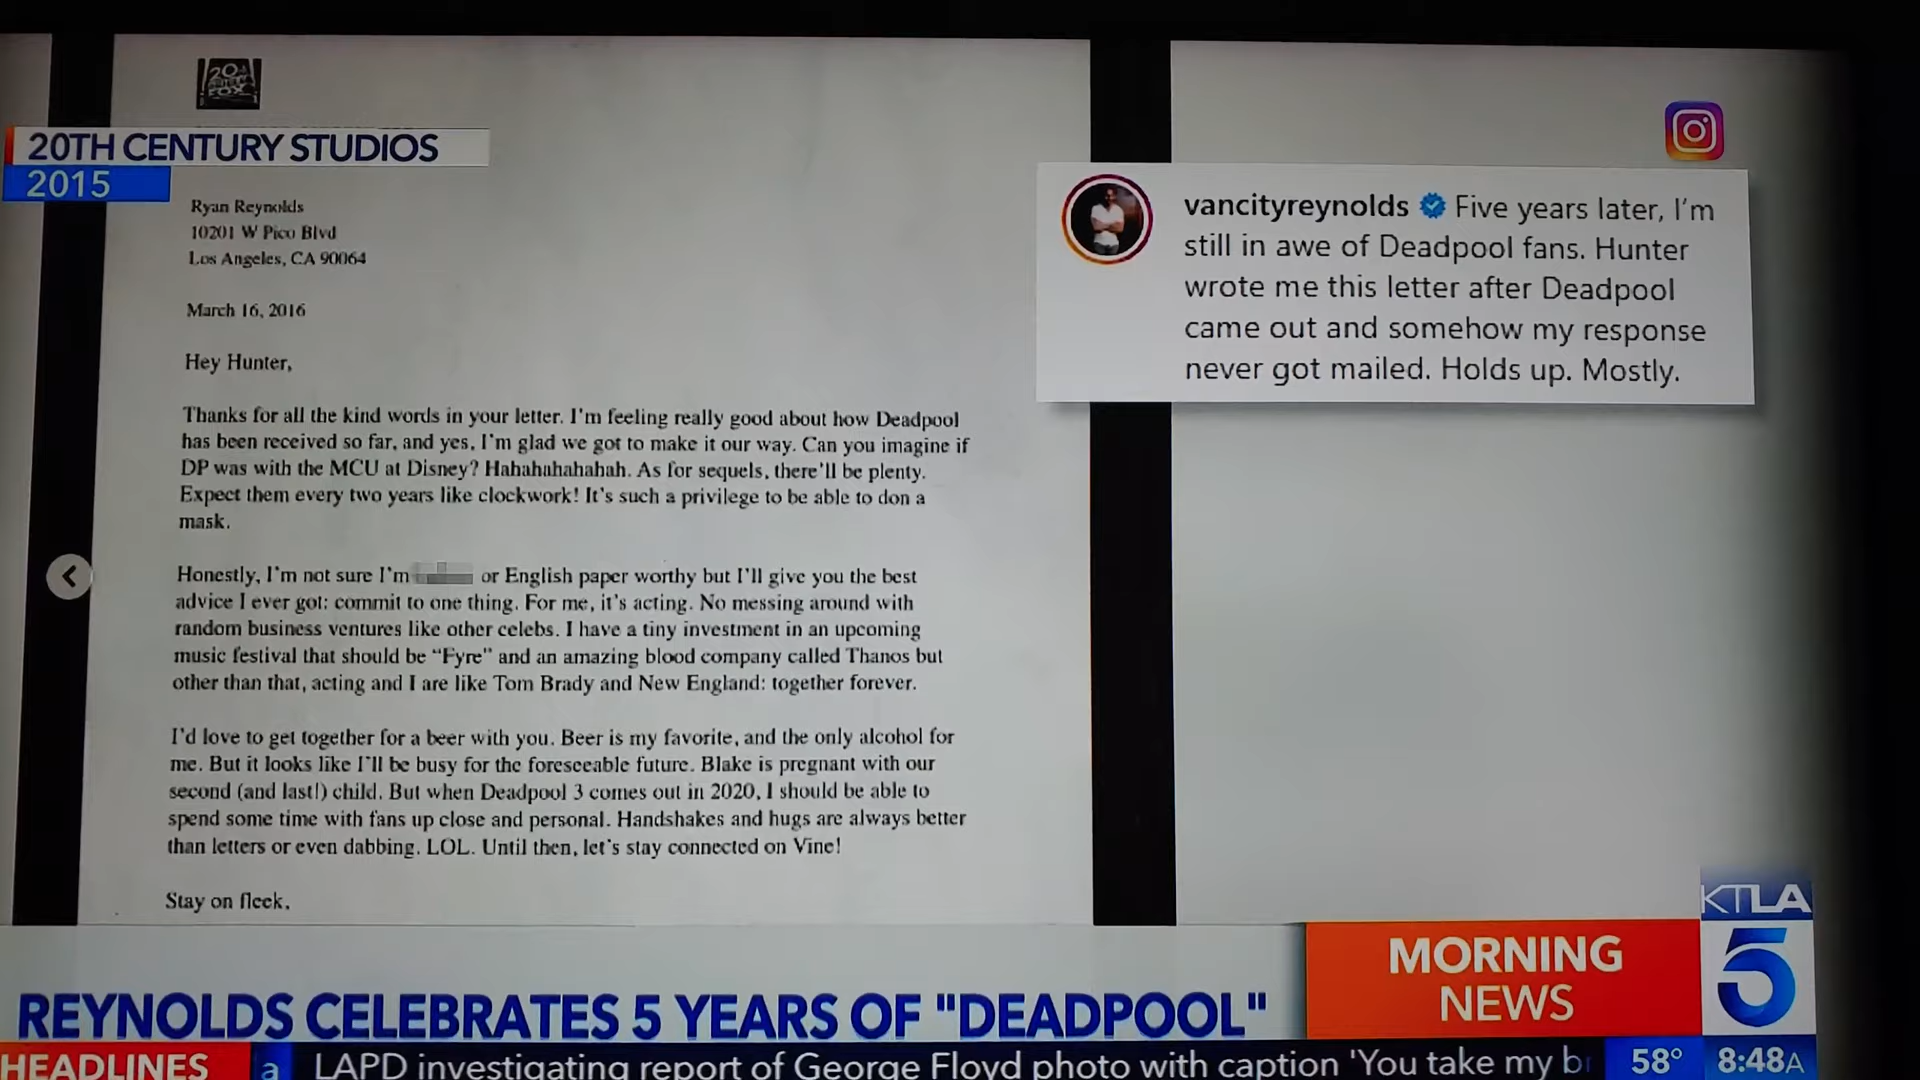 20th
CENTURY
FOX
20TH CENTURY STUDIOS
2015
Ryan Reynolds
10201 W Pico Blvd
Los Angeles, CA 90064
March 16, 2016
Hey Hunter,
Thanks for all the kind words in your letter. I'm feeling really good about how Deadpool
has been received so far, and yes, I'm glad we got to make it our way. Can you imagine if
DP was with the MCU at Disney? Hahahahahahah. As for sequels, there'll be plenty.
Expect them every two years like clockwork! It's such a privilege to be able to don a
mask.
Honestly, I'm not sure I'm or English paper worthy but I'll give you the best
advice I ever got: commit to one thing. For me, it's acting. No messing around with
random business ventures like other celebs. I have a tiny investment in an upcoming
music festival that should be “Fyre” and an amazing blood company called Thanos but
other than that, acting and I are like Tom Brady and New England: together forever.
I'd love to get together for a beer with you. Beer is my favorite, and the only alcohol for
me. But it looks like I'll be busy for the foreseeable future. Blake is pregnant with our
second (and last!) child. But when Deadpool 3 comes out in 2020, I should be able to
spend some time with fans up close and personal. Handshakes and hugs are always better
than letters or even dabbing. LOL. Until then, let's stay connected on Vine!
Stay on fleek,
vancityreynolds Five years later, I'm
still in awe of Deadpool fans. Hunter
wrote me this letter after Deadpool
came out and somehow my response
never got mailed. Holds up. Mostly.
REYNOLDS CELEBRATES 5 YEARS OF "DEADPOOL"
MORNING
NEWS
KTLA
5
HEADLINES
a LAPD investigating report of George Floyd photo with caption 'You take my
58°
8:48A